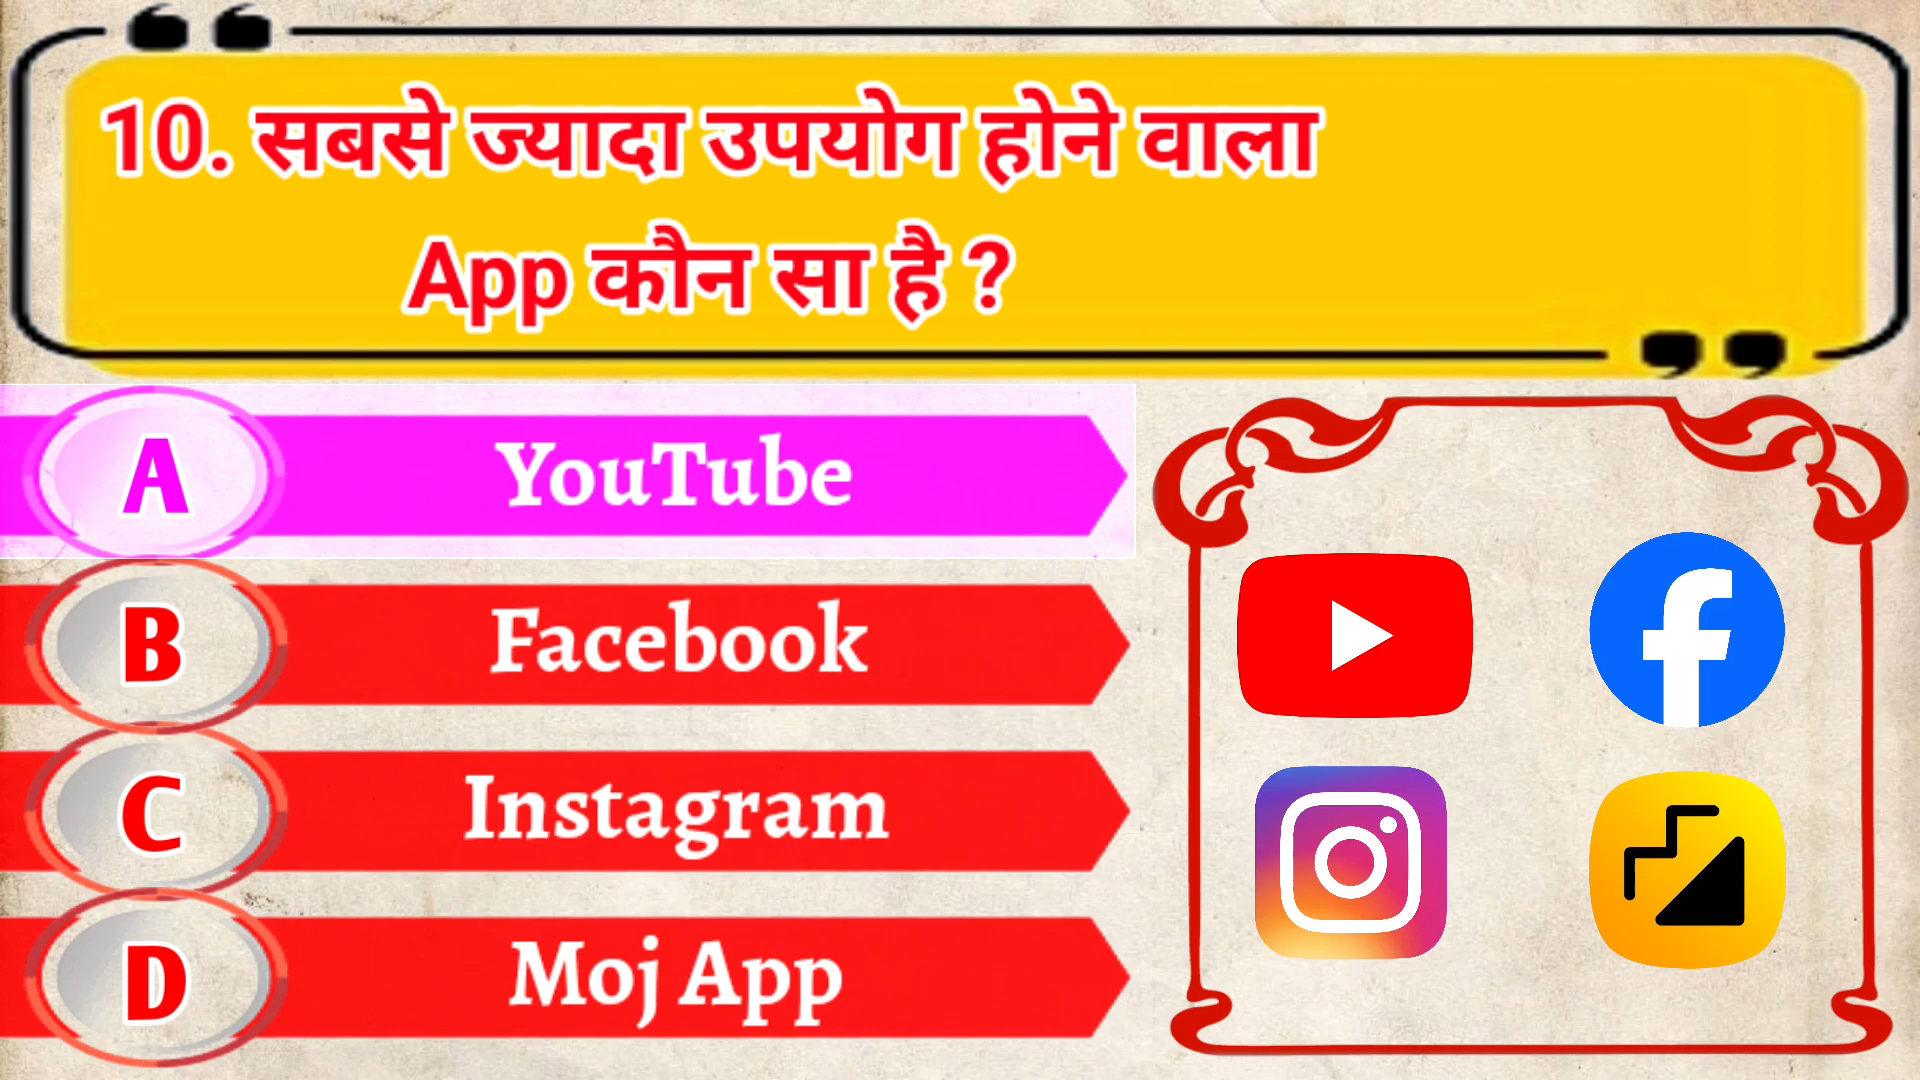 10. सबसे ज्यादा उपयोग होने वाला
App कौन सा है ?
A YouTube
B Facebook
C Instagram
D Moj App